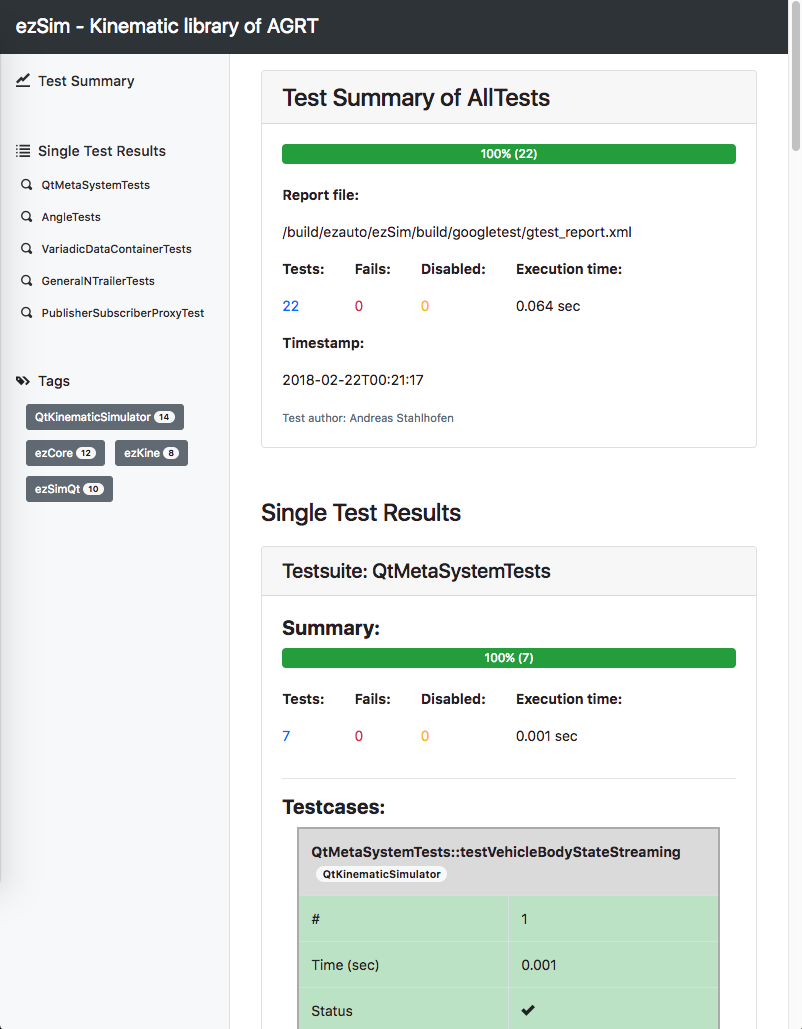 ezSim - Kinematic library of AGRT
Test Summary
Single Test Results
QtMetaSystemTests
AngleTests
VariadicDataContainerTests
GeneralNTrailerTests
PublisherSubscriberProxyTest
Tags
QtKinematicSimulator 14
ezCore 12 ezKine 8
ezSimQt 10
Test Summary of AllTests
100% (22)
Report file:
/build/ezauto/ezSim/build/googletest/gtest_report.xml
Tests: Fails: Disabled: Execution time:
22 0 0 0.064 sec
Timestamp:
2018-02-22T00:21:17
Test author: Andreas Stahlhofen
Single Test Results
Testsuite: QtMetaSystemTests
Summary:
100% (7)
Tests: Fails: Disabled: Execution time:
7 0 0 0.001 sec
Testcases:
QtMetaSystemTests::testVehicleBodyStateStreaming
QtKinematicSimulator
# 1
Time (sec) 0.001
Status ✔